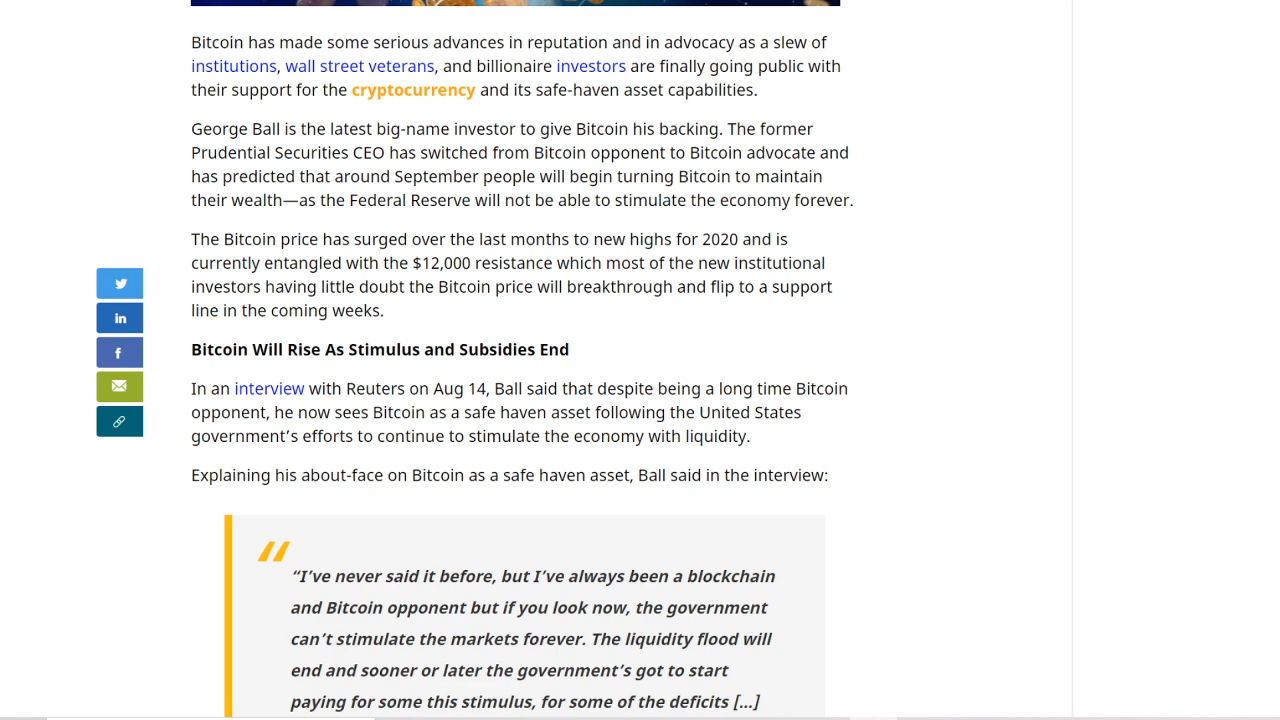 Bitcoin has made some serious advances in reputation and in advocacy as a slew of
institutions, wall street veterans, and billionaire investors are finally going public with
their support for the cryptocurrency and its safe-haven asset capabilities.
George Ball is the latest big-name investor to give Bitcoin his backing. The former
Prudential Securities CEO has switched from Bitcoin opponent to Bitcoin advocate and
has predicted that around September people will begin turning Bitcoin to maintain
their wealth—as the Federal Reserve will not be able to stimulate the economy forever.
The Bitcoin price has surged over the last months to new highs for 2020 and is
currently entangled with the $12,000 resistance which most of the new institutional
investors having little doubt the Bitcoin price will breakthrough and flip to a support
line in the coming weeks.
Bitcoin Will Rise As Stimulus and Subsidies End
In an interview with Reuters on Aug 14, Ball said that despite being a long time Bitcoin
opponent, he now sees Bitcoin as a safe haven asset following the United States
government’s efforts to continue to stimulate the economy with liquidity.
Explaining his about-face on Bitcoin as a safe haven asset, Ball said in the interview:
“I’ve never said it before, but I’ve always been a blockchain
and Bitcoin opponent but if you look now, the government
can’t stimulate the markets forever. The liquidity flood will
end and sooner or later the government’s got to start
paying for some this stimulus, for some of the deficits [...]